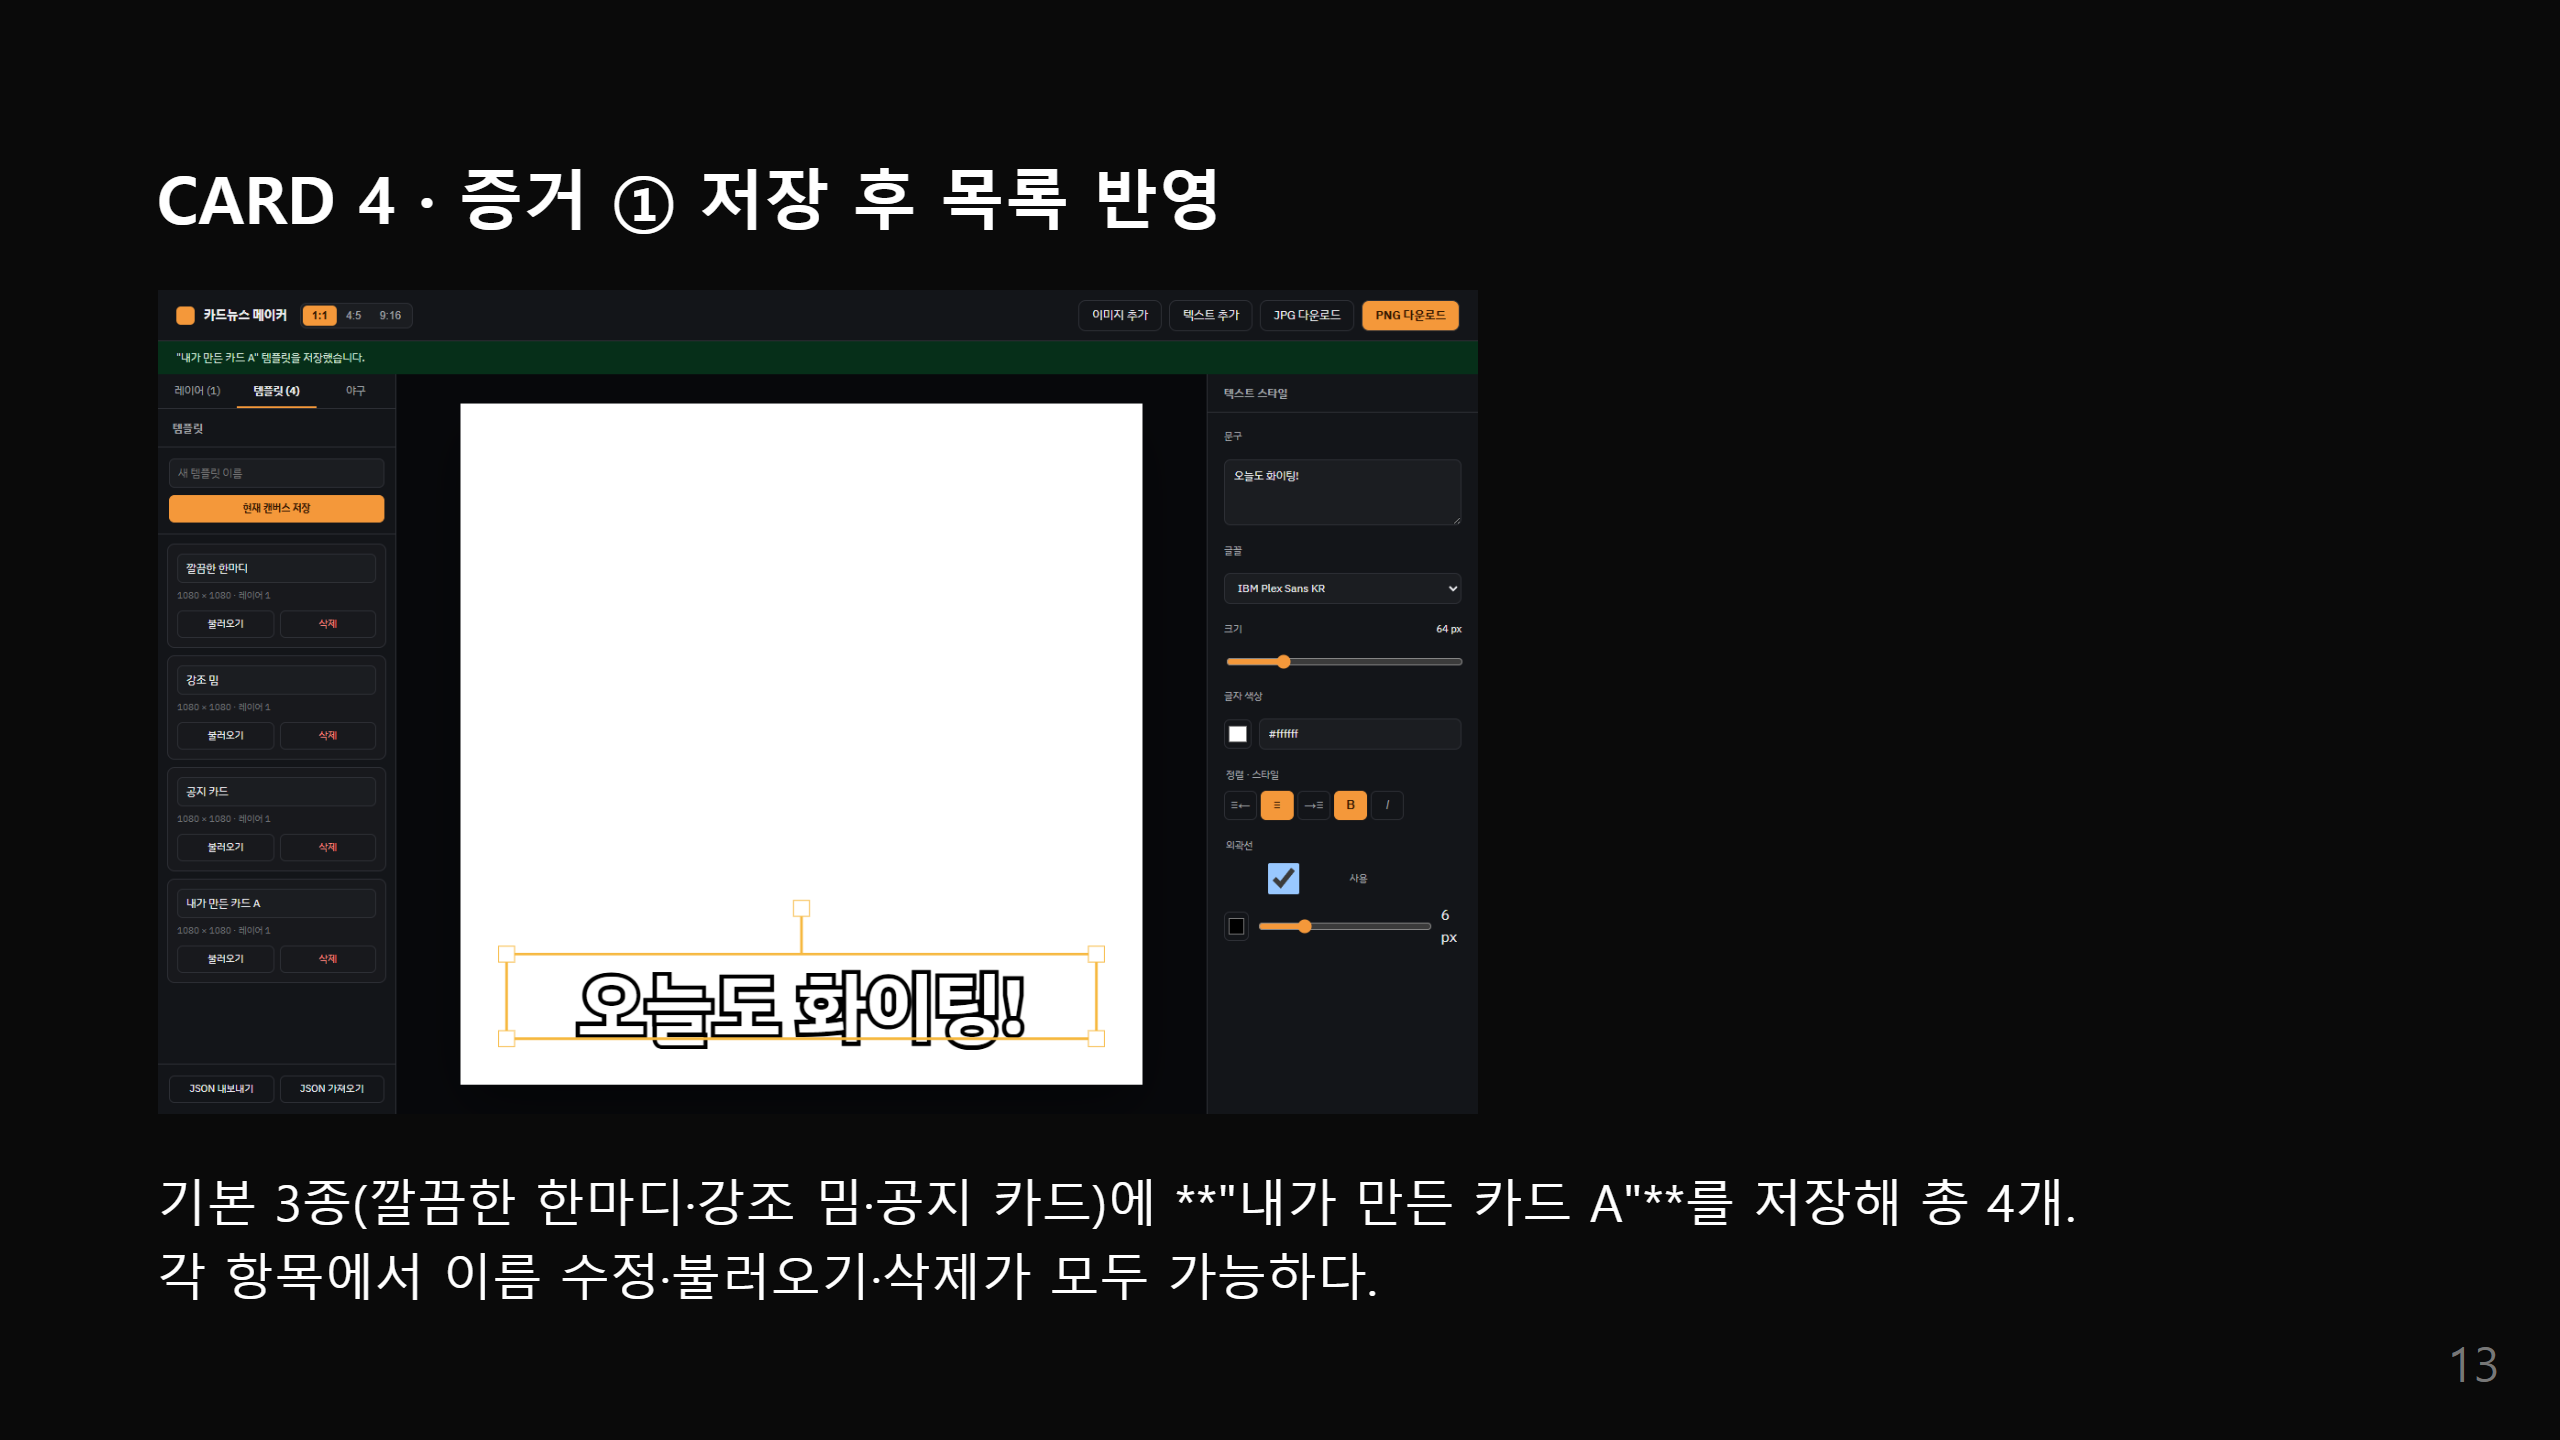 CARD 4 · 증거 ① 저장 후 목록 반영
카드뉴스 메이커
1:1
4:5
9:16
이미지 추가
텍스트 추가
JPG 다운로드
PNG 다운로드
"내가 만든 카드 A" 템플릿을 저장했습니다.
레이어 (1)
템플릿 (4)
야구
템플릿
새 템플릿 이름
현재 캔버스 저장
깔끔한 한마디
1080 × 1080 · 레이어 1
불러오기
삭제
강조 밈
1080 × 1080 · 레이어 1
불러오기
삭제
공지 카드
1080 × 1080 · 레이어 1
불러오기
삭제
내가 만든 카드 A
1080 × 1080 · 레이어 1
불러오기
삭제
JSON 내보내기
JSON 가져오기
오늘도 화이팅!
텍스트 스타일
문구
오늘도 화이팅!
글꼴
IBM Plex Sans KR
크기
64 px
글자 색상
#ffffff
정렬 · 스타일
B
I
외곽선
사용
6
px
기본 3종(깔끔한 한마디·강조 밈·공지 카드)에 **"내가 만든 카드 A"**를 저장해 총 4개.
각 항목에서 이름 수정·불러오기·삭제가 모두 가능하다.
13